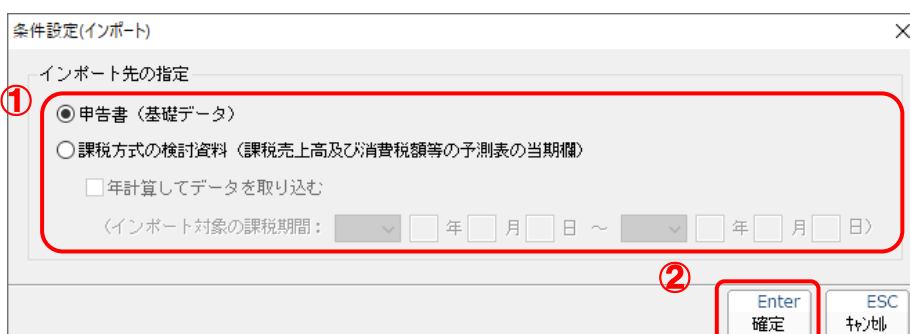 条件設定(インポート)
インポート先の指定
①
申告書（基礎データ）
課税方式の検討資料（課税売上高及び消費税額等の予測表の当期欄）
年計算してデータを取り込む
（インポート対象の課税期間： 年 月 日 ～ 年 月 日）
②
Enter
確定
ESC
ｷｬﾝｾﾙ